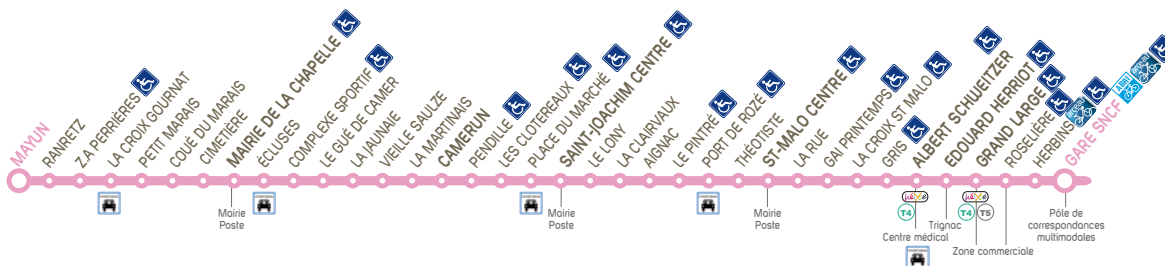 MAYUN
RANRETZ
Z.A PERRIÈRES
LA CROIX GOURNAT
PETIT MARAIS
COUÉ DU MARAIS
CIMETIÈRE
MAIRIE DE LA CHAPELLE
ÉCLUSES
COMPLEXE SPORTIF
LE GUÉ DE CAMER
LA JAUNAIE
VIEILLE SAULZE
LA MARTINAIS
CAMERUN
PENDILLE
LES CLOTEREAUX
PLACE DU MARCHÉ
SAINT-JOACHIM CENTRE
LE LONY
LA CLAIRVAUX
AIGNAC
LE PINTRÉ
PORT DE ROZÉ
THÉOTISTE
ST-MALO CENTRE
LA RUE
GAI PRINTEMPS
LA CROIX ST MALO
GRIS
ALBERT SCHWEITZER
EDOUARD HERRIOT
GRAND LARGE
ROSELIÈRE
HERBINS
GARE SNCF
ABRI
Mairie
Poste
Mairie
Poste
Mairie
Poste
hélYce
T4
Centre médical
Trignac
hélYce
T4 T5
Zone commerciale
Pôle de
correspondances
multimodales